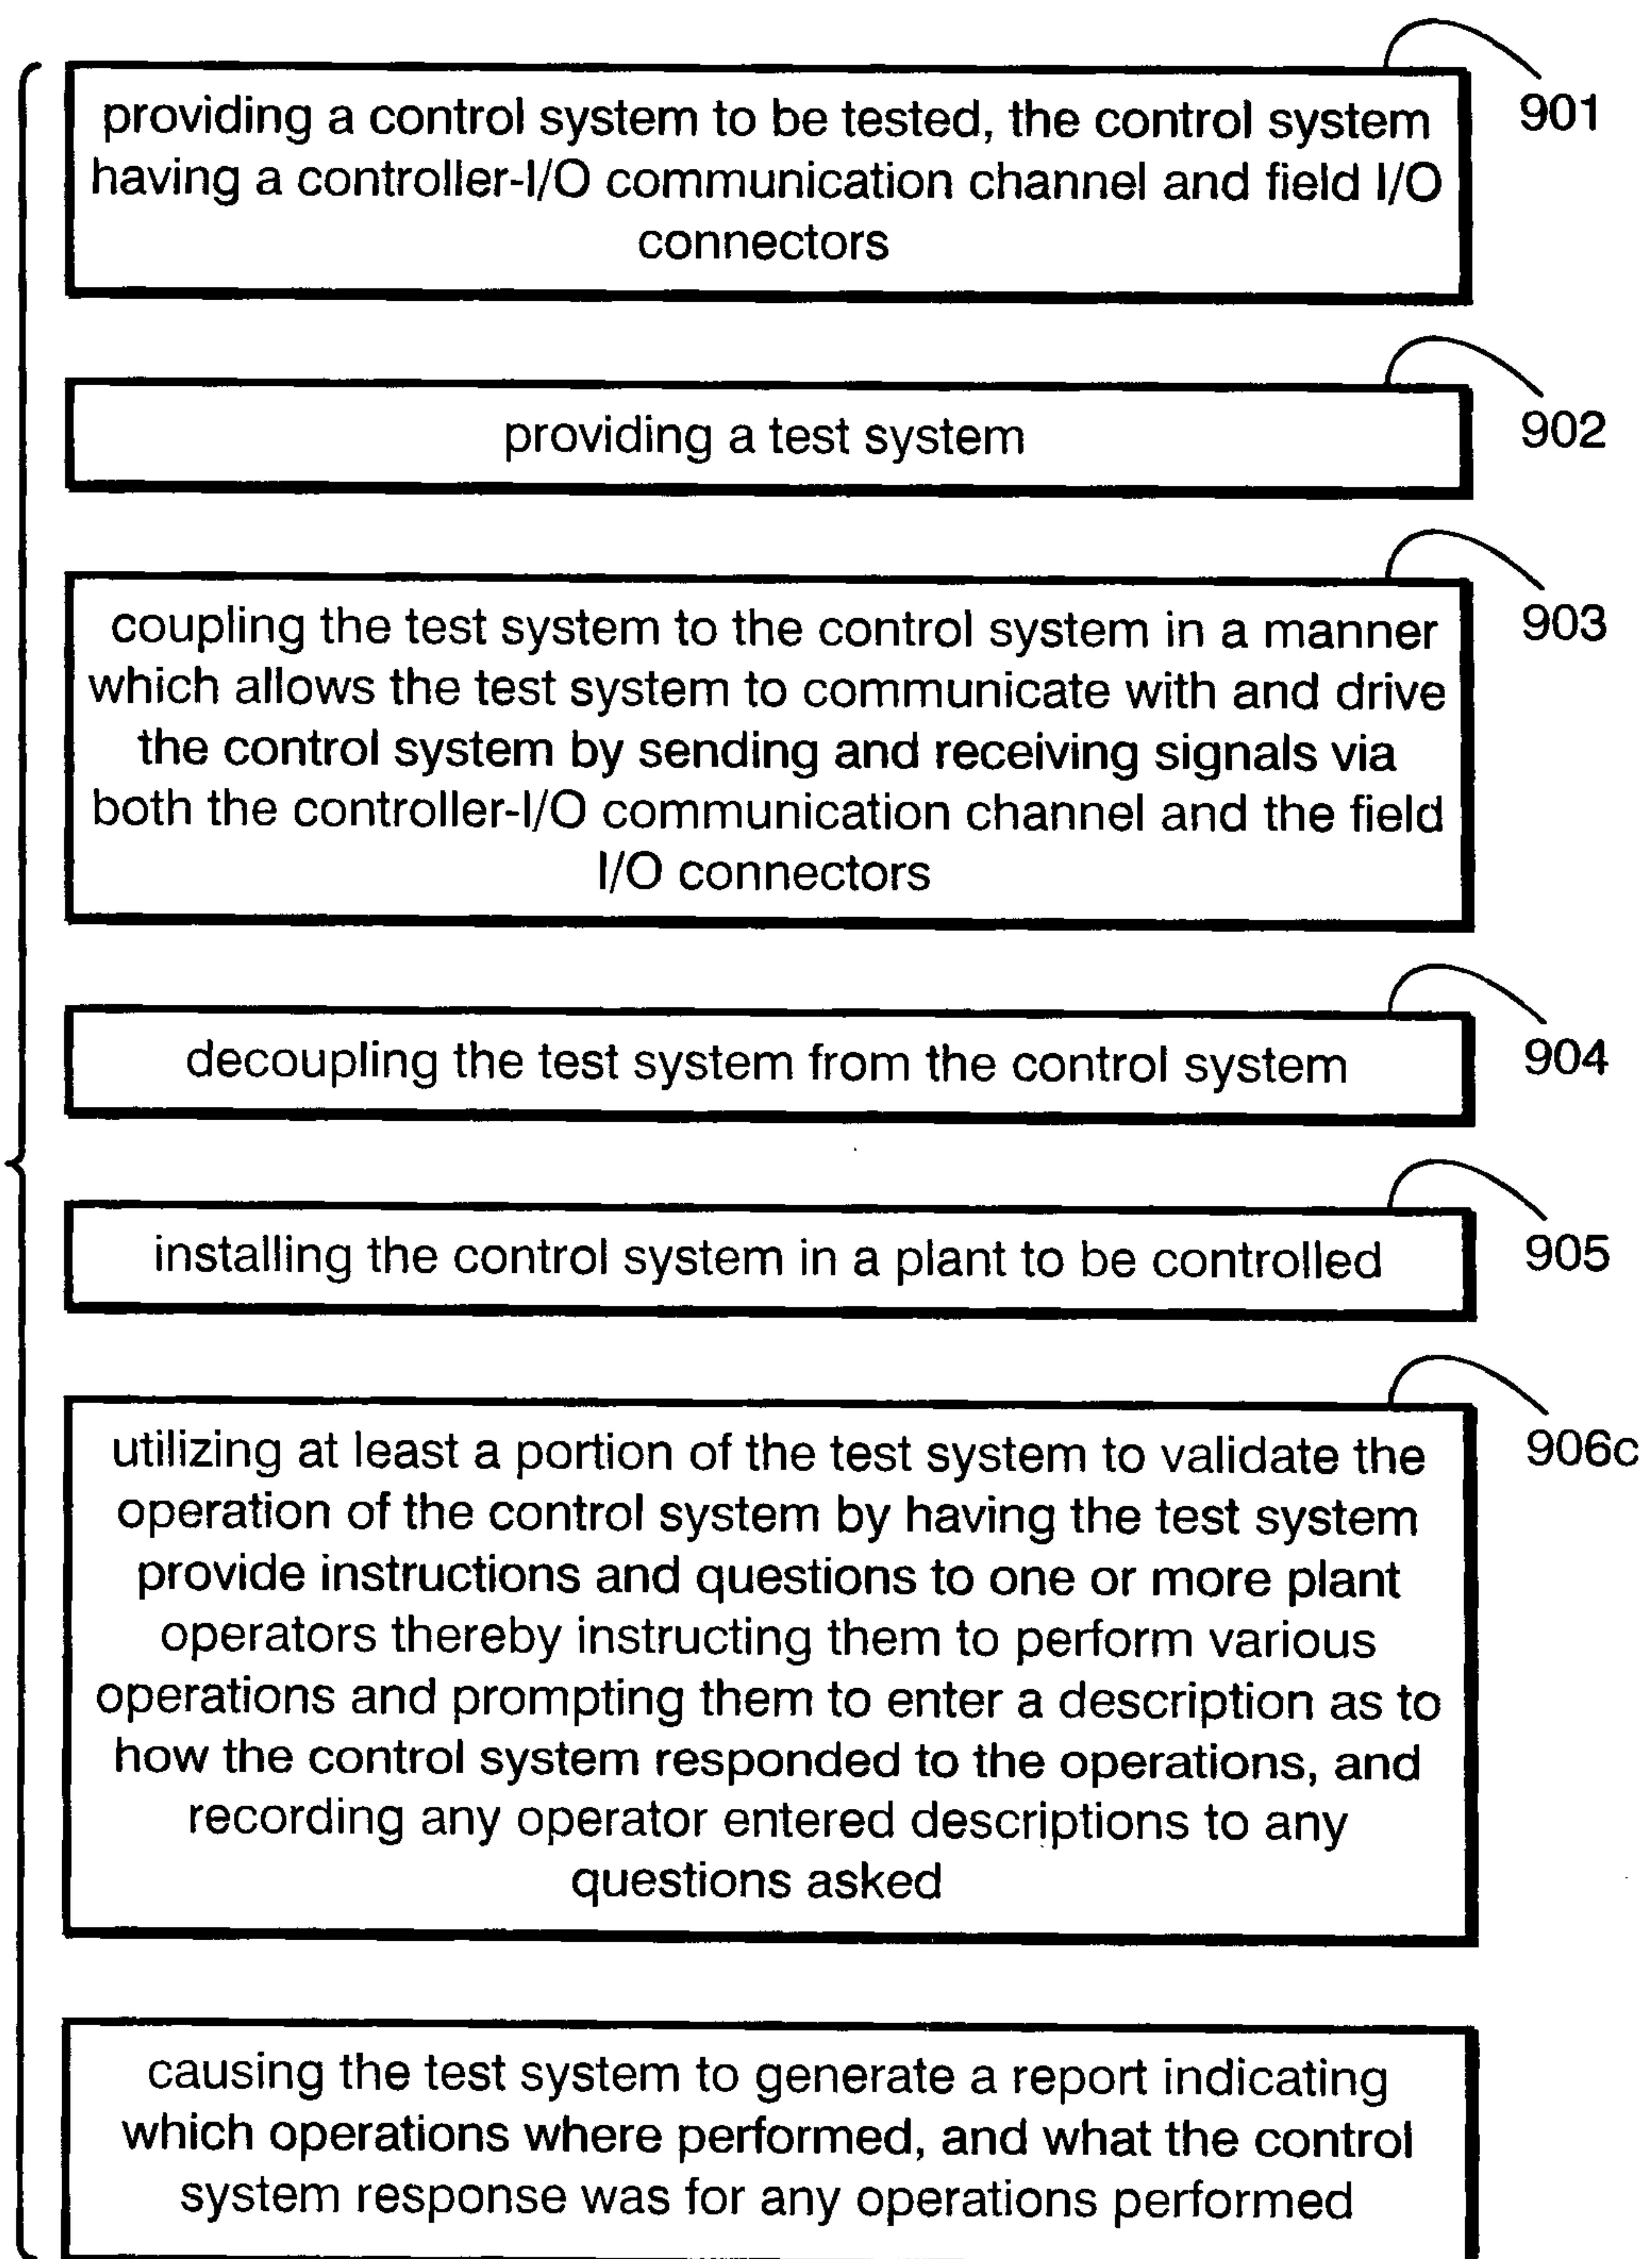 providing a control system to be tested, the control system
having a controller-I/O communication channel and field I/O
connectors
901
providing a test system
902
coupling the test system to the control system in a manner
which allows the test system to communicate with and drive
the control system by sending and receiving signals via
both the controller-I/O communication channel and the field
I/O connectors
903
decoupling the test system from the control system
904
installing the control system in a plant to be controlled
905
utilizing at least a portion of the test system to validate the
operation of the control system by having the test system
provide instructions and questions to one or more plant
operators thereby instructing them to perform various
operations and prompting them to enter a description as to
how the control system responded to the operations, and
recording any operator entered descriptions to any
questions asked
906c
causing the test system to generate a report indicating
which operations where performed, and what the control
system response was for any operations performed